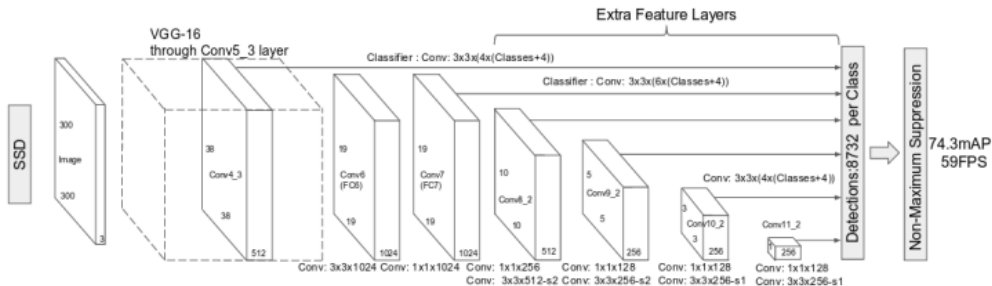 Extra Feature Layers
VGG-16
through Conv5_3 layer
Classifier : Conv: 3x3x(4x(Classes+4))
Classifier : Conv: 3x3x(6x(Classes+4))
SSD
300
Image
300
3
38
Conv4_3
38
512
19
Conv6
(FC6)
19
1024
19
Conv7
(FC7)
19
1024
10
Conv8_2
10
512
5
Conv9_2
5
256
Conv: 3x3x(4x(Classes+4))
3
Conv10_2
3
256
Conv11_2
1
256
Detections:8732 per Class
Non-Maximum Suppression
74.3mAP
59FPS
Conv: 3x3x1024
Conv: 1x1x1024
Conv: 1x1x256
Conv: 3x3x512-s2
Conv: 1x1x128
Conv: 3x3x256-s2
Conv: 1x1x128
Conv: 3x3x256-s1
Conv: 1x1x128
Conv: 3x3x256-s1